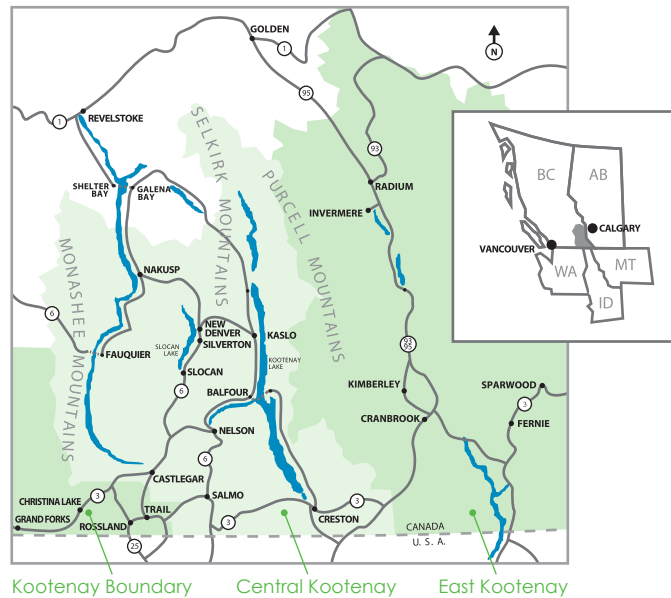 GOLDEN
1
N
95
1
REVELSTOKE
SELKIRK MOUNTAINS
93
BC
AB
SHELTER
BAY
GALENA
BAY
RADIUM
PURCELL MOUNTAINS
INVERMERE
CALGARY
MONASHEE MOUNTAINS
VANCOUVER
NAKUSP
WA
MT
ID
6
NEW
DENVER
SILVERTON
KASLO
93
95
SLOCAN
LAKE
FAUQUIER
KOOTENAY
LAKE
SLOCAN
KIMBERLEY
SPARWOOD
6
BALFOUR
3
CRANBROOK
FERNIE
NELSON
6
CASTLEGAR
CHRISTINA LAKE
3
SALMO
3
GRAND FORKS
TRAIL
CRESTON
ROSSLAND
3
CANADA
U. S. A.
25
Kootenay Boundary
Central Kootenay
East Kootenay